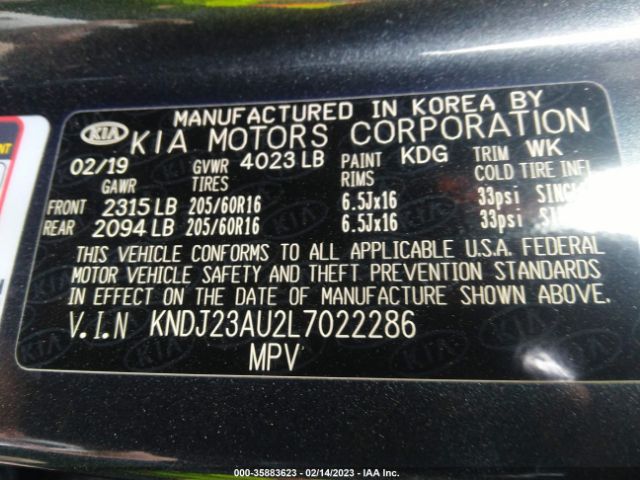 MANUFACTURED IN KOREA BY
KIA KIA MOTORS CORPORATION
02/19 GVWR 4023 LB PAINT KDG TRIM WK
GAWR TIRES RIMS COLD TIRE INFL
FRONT 2315 LB 205/60R16 6.5Jx16 33psi
REAR 2094 LB 205/60R16 6.5Jx16 33psi
THIS VEHICLE CONFORMS TO ALL APPLICABLE U.S.A. FEDERAL
MOTOR VEHICLE SAFETY AND THEFT PREVENTION STANDARDS
IN EFFECT ON THE DATE OF MANUFACTURE SHOWN ABOVE.
V.I.N KNDJ23AU2L7022286
MPV
000-35883623 - 02/14/2023 - IAA Inc.